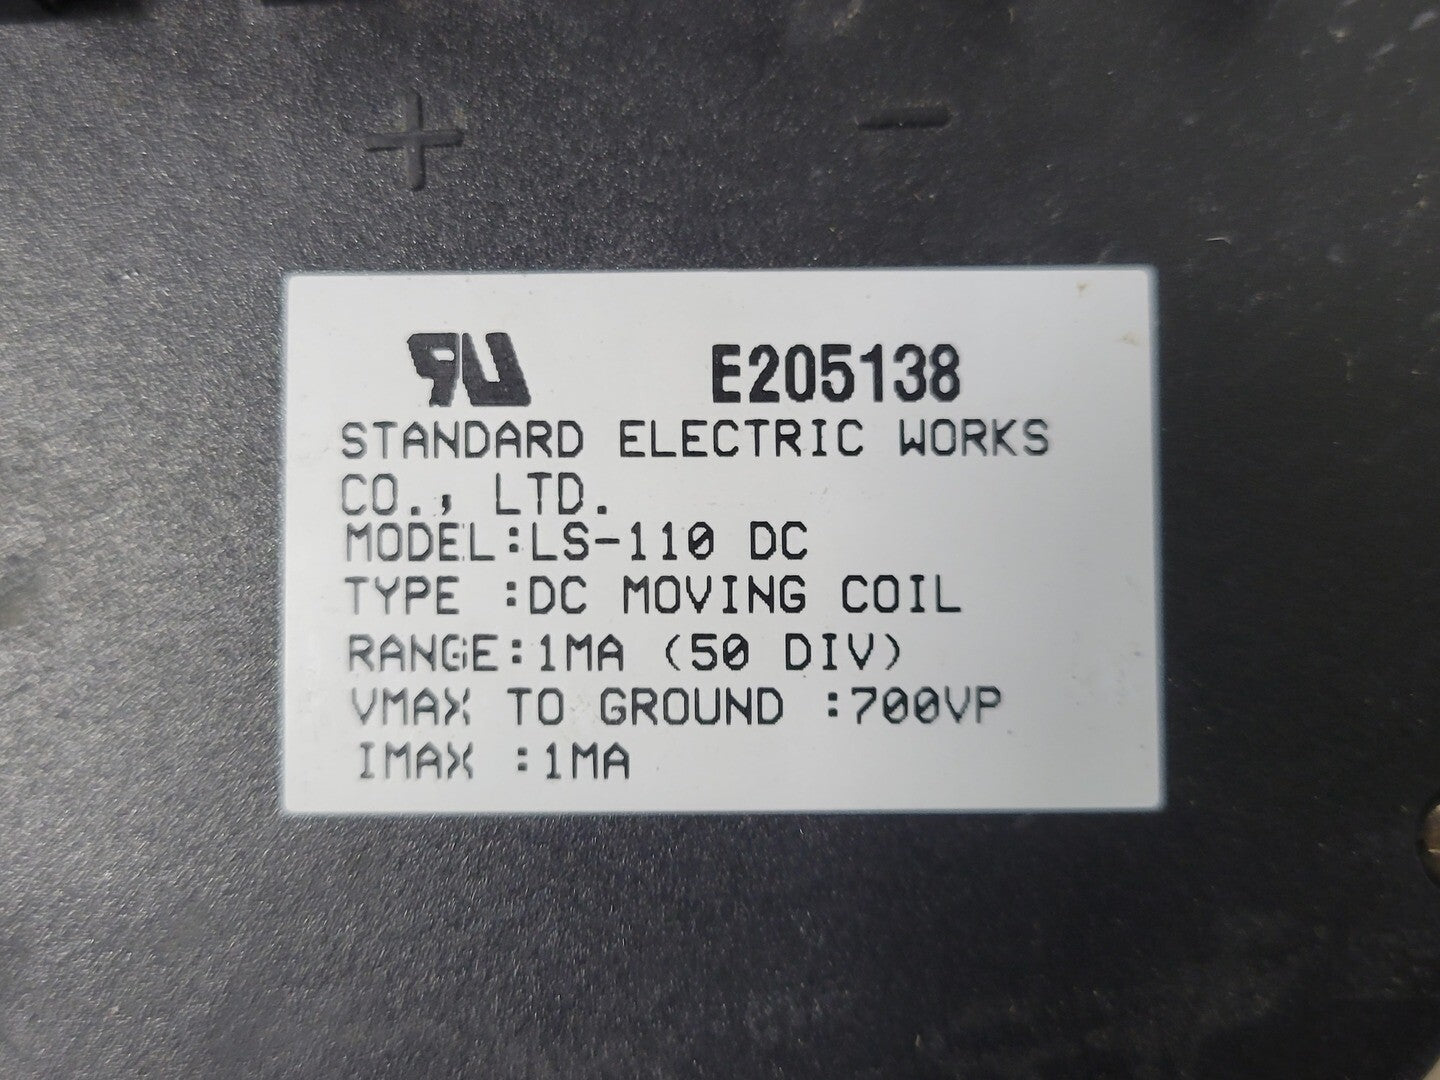 + -
RU E205138
STANDARD ELECTRIC WORKS
CO., LTD.
MODEL:LS-110 DC
TYPE :DC MOVING COIL
RANGE:1MA (50 DIV)
VMAX TO GROUND :700VP
IMAX :1MA